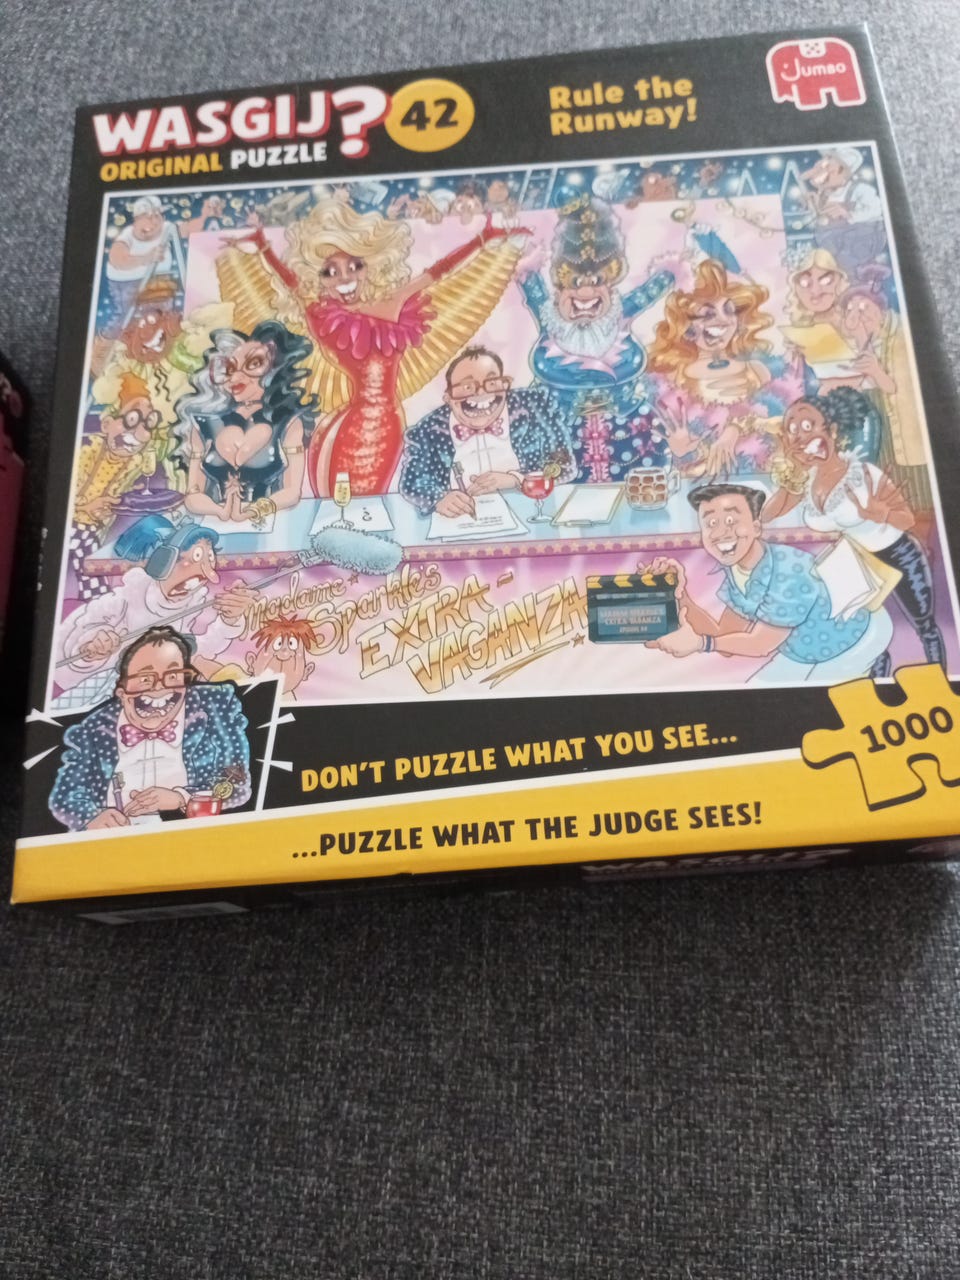 WASGIJ?
ORIGINAL PUZZLE
42
Rule the
Runway!
Jumbo
Madame
Sparkle's
EXTRA-
VAGANZA
DON'T PUZZLE WHAT YOU SEE...
...PUZZLE WHAT THE JUDGE SEES!
1000